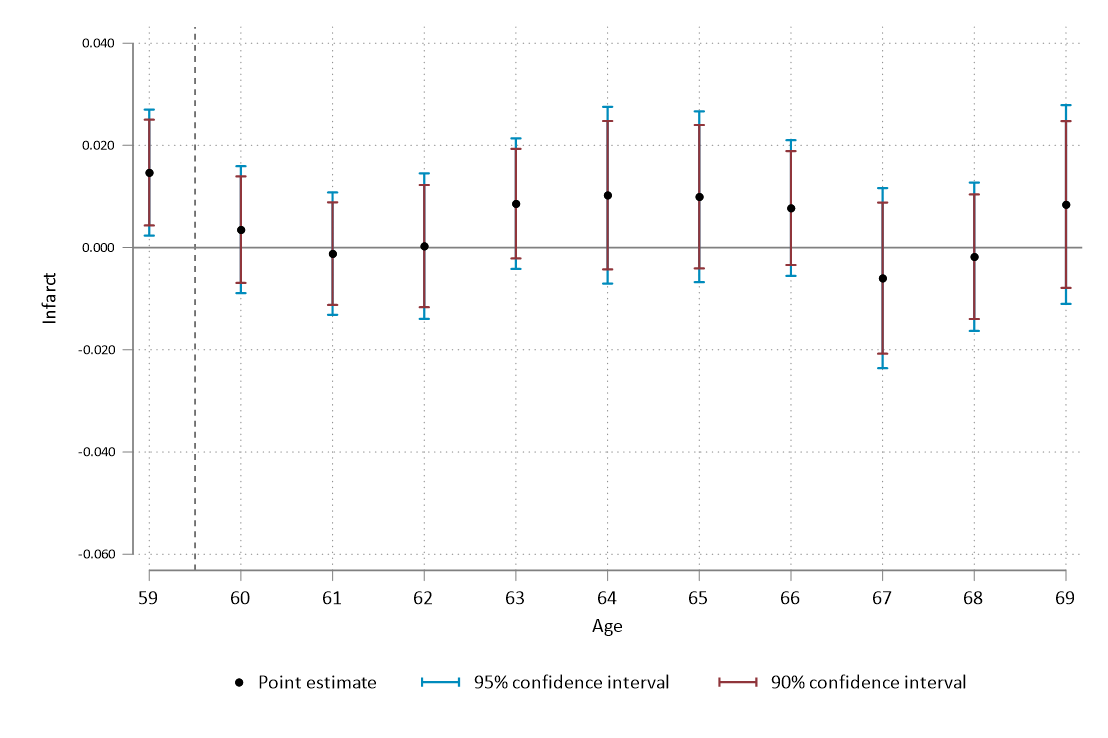 0.040
0.020
0.000
-0.020
-0.040
-0.060
Infarct
59 60 61 62 63 64 65 66 67 68 69
Age
Point estimate 95% confidence interval 90% confidence interval